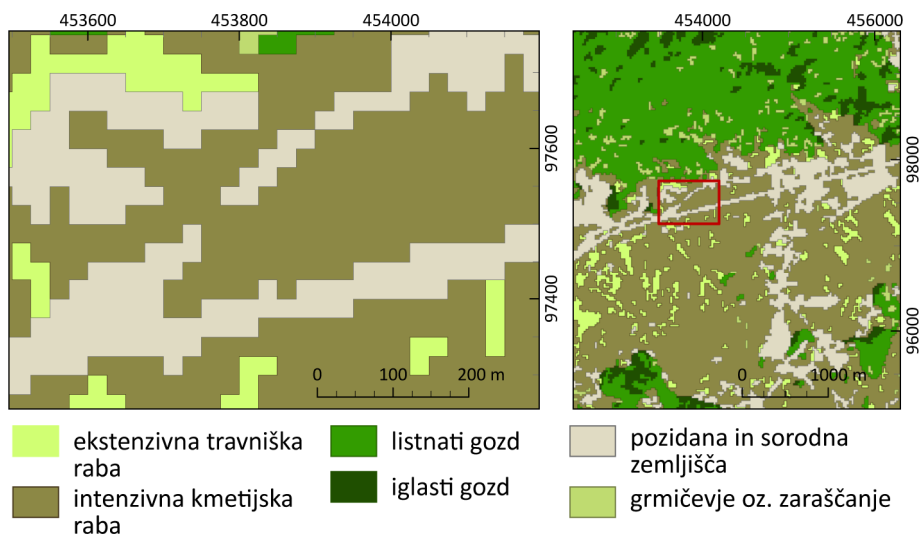 453600 453800 454000
97600
97400
0 100 200 m
454000 456000
98000
96000
0 1000 m
ekstenzivna travniška
raba
intenzivna kmetijska
raba
listnati gozd
iglasti gozd
pozidana in sorodna
zemljišča
grmičevje oz. zaraščanje